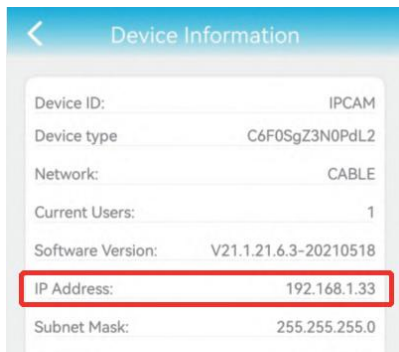 Device Information
Device ID: IPCAM
Device type C6F0SgZ3N0PdL2
Network: CABLE
Current Users: 1
Software Version: V21.1.21.6.3-20210518
IP Address: 192.168.1.33
Subnet Mask: 255.255.255.0